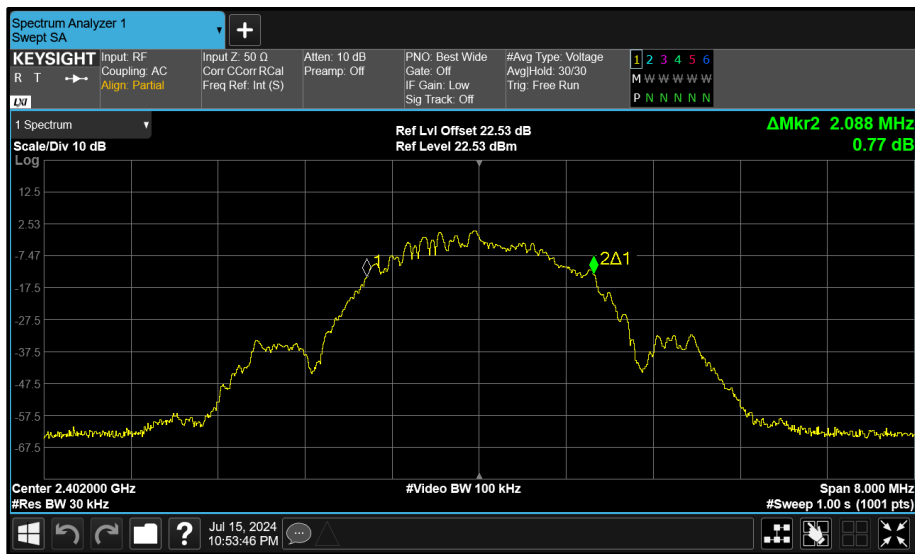 Spectrum Analyzer 1
Swept SA
▼
+
KEYSIGHT
R T
LXI
Input: RF
Coupling: AC
Align: Partial
Input Z: 50 Ω
Corr CCorr RCal
Freq Ref: Int (S)
Atten: 10 dB
Preamp: Off
PNO: Best Wide
Gate: Off
IF Gain: Low
Sig Track: Off
#Avg Type: Voltage
Avg|Hold: 30/30
Trig: Free Run
1 2 3 4 5 6
M W W W W W
P N N N N N
1 Spectrum ▼
Scale/Div 10 dB
Ref Lvl Offset 22.53 dB
Ref Level 22.53 dBm
ΔMkr2 2.088 MHz
0.77 dB
Log
12.5
2.53
-7.47
-17.5
-27.5
-37.5
-47.5
-57.5
-67.5
1
2Δ1
Center 2.402000 GHz
#Res BW 30 kHz
#Video BW 100 kHz
Span 8.000 MHz
#Sweep 1.00 s (1001 pts)
?
Jul 15, 2024
10:53:46 PM